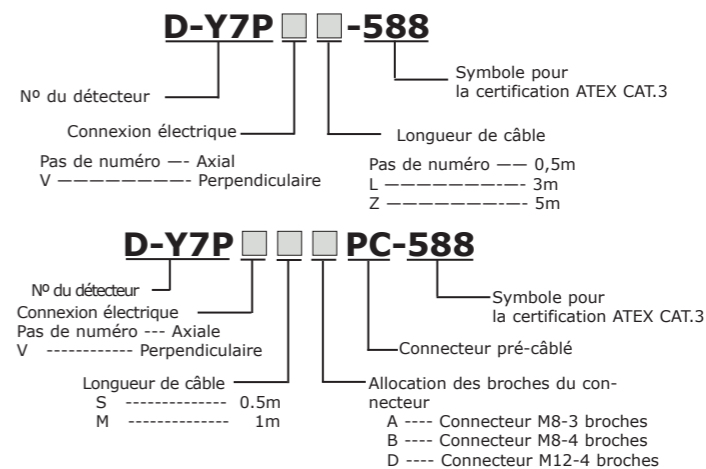 D-Y7P -588
Symbole pour
la certification ATEX CAT.3
Nº du détecteur
Connexion électrique
Longueur de câble
Pas de numéro —- Axial
V ———————- Perpendiculaire
Pas de numéro —— 0,5m
L ———————-—- 3m
Z ———————-—- 5m
D-Y7P PC-588
Nº du détecteur
Symbole pour
la certification ATEX CAT.3
Connexion électrique
Pas de numéro --- Axiale
V ------------ Perpendiculaire
Connecteur pré-câblé
Longueur de câble
S -------------- 0.5m
M -------------- 1m
Allocation des broches du con-
necteur
A ---- Connecteur M8-3 broches
B ---- Connecteur M8-4 broches
D ---- Connecteur M12-4 broches